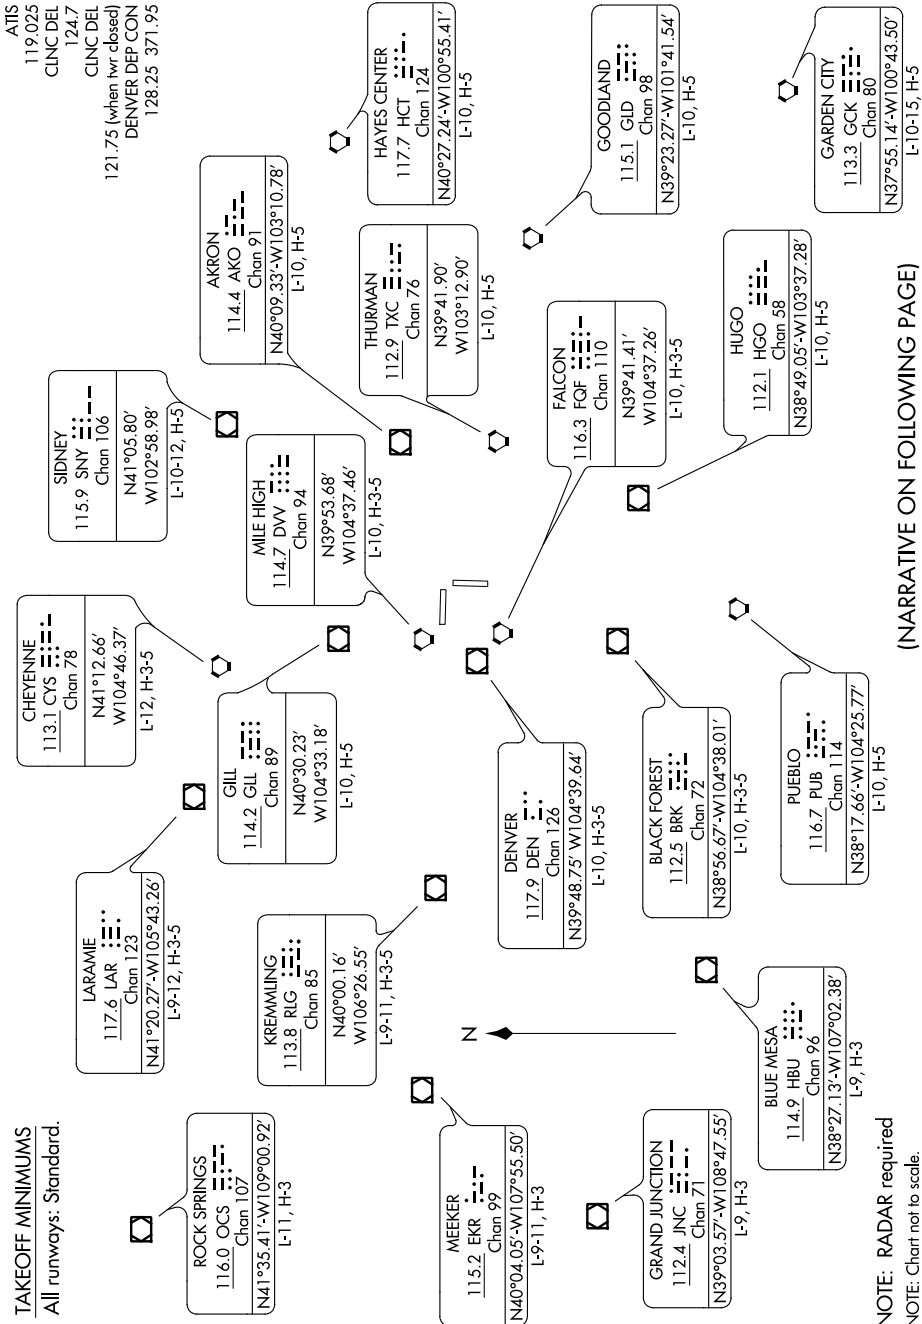 ATIS
119.025
CLNC DEL
124.7
CLNC DEL
121.75 (when twr closed)
DENVER DEP CON
128.25 371.95
TAKEOFF MINIMUMS
All runways: Standard.
ROCK SPRINGS
116.0 OCS
Chan 107
N41°35.41'-W109°00.92'
L-11, H-3
LARAMIE
117.6 LAR
Chan 123
N41°20.27'-W105°43.26'
L-9-12, H-3-5
CHEYENNE
113.1 CYS
Chan 78
N41°12.66'
W104°46.37'
L-12, H-3-5
SIDNEY
115.9 SNY
Chan 106
N41°05.80'
W102°58.98'
L-10-12, H-5
GILL
114.2 GLL
Chan 89
N40°30.23'
W104°33.18'
L-10, H-5
AKRON
114.4 AKO
Chan 91
N40°09.33'-W103°10.78'
L-10, H-5
MILE HIGH
114.7 DVV
Chan 94
N39°53.68'
W104°37.46'
L-10, H-3-5
KREMMLING
113.8 RLG
Chan 85
N40°00.16'
W106°26.55'
L-9-11, H-3-5
THURMAN
112.9 TXC
Chan 76
N39°41.90'
W103°12.90'
L-10, H-5
HAYES CENTER
117.7 HCT
Chan 124
N40°27.24'-W100°55.41'
L-10, H-5
N
MEEKER
115.2 EKR
Chan 99
N40°04.05'-W107°55.50'
L-9-11, H-3
DENVER
117.9 DEN
Chan 126
N39°48.75' W104°39.64'
L-10, H-3-5
FALCON
116.3 FQF
Chan 110
N39°41.41'
W104°37.26'
L-10, H-3-5
GOODLAND
115.1 GLD
Chan 98
N39°23.27'-W101°41.54'
L-10, H-5
GRAND JUNCTION
112.4 JNC
Chan 71
N39°03.57'-W108°47.55'
L-9, H-3
BLACK FOREST
112.5 BRK
Chan 72
N38°56.67'-W104°38.01'
L-10, H-3-5
HUGO
112.1 HGO
Chan 58
N38°49.05'-W103°37.28'
L-10, H-5
BLUE MESA
114.9 HBU
Chan 96
N38°27.13'-W107°02.38'
L-9, H-3
PUEBLO
116.7 PUB
Chan 114
N38°17.66'-W104°25.77'
L-10, H-5
GARDEN CITY
113.3 GCK
Chan 80
N37°55.14'-W100°43.50'
L-10-15, H-5
NOTE: RADAR required
NOTE: Chart not to scale.
(NARRATIVE ON FOLLOWING PAGE)